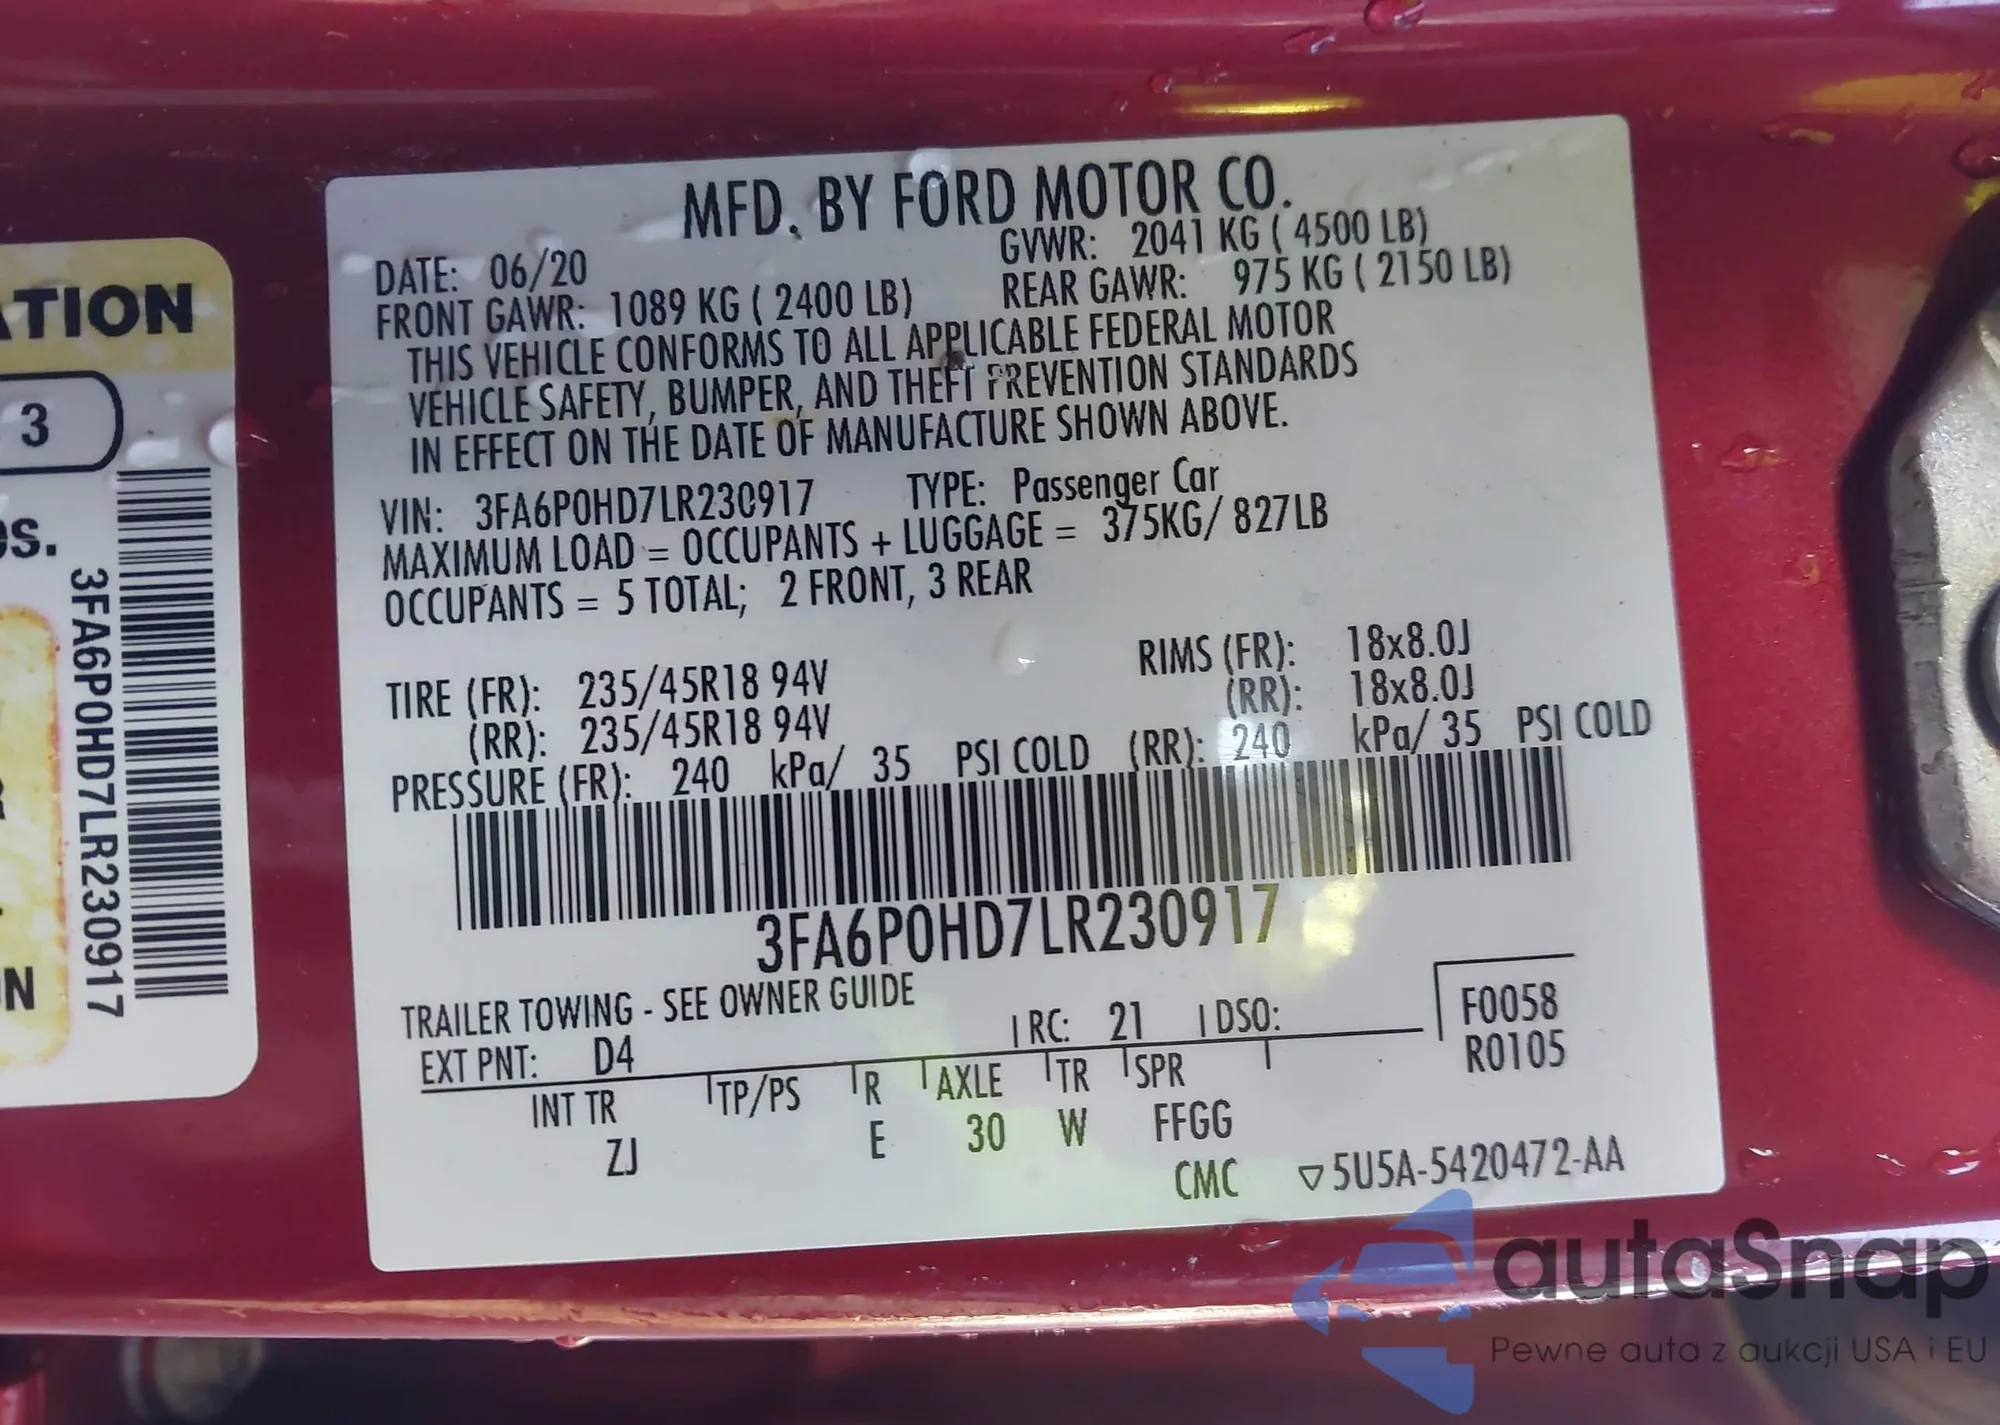 ATION
3
os.
3FA6P0HD7LR230917
N
MFD. BY FORD MOTOR CO.
DATE: 06/20 GVWR: 2041 KG ( 4500 LB)
FRONT GAWR: 1089 KG ( 2400 LB) REAR GAWR: 975 KG ( 2150 LB)
THIS VEHICLE CONFORMS TO ALL APPLICABLE FEDERAL MOTOR
VEHICLE SAFETY, BUMPER, AND THEFT PREVENTION STANDARDS
IN EFFECT ON THE DATE OF MANUFACTURE SHOWN ABOVE.
VIN: 3FA6P0HD7LR230917 TYPE: Passenger Car
MAXIMUM LOAD = OCCUPANTS + LUGGAGE = 375KG/ 827LB
OCCUPANTS = 5 TOTAL; 2 FRONT, 3 REAR
TIRE (FR): 235/45R18 94V RIMS (FR): 18x8.0J
(RR): 235/45R18 94V (RR): 18x8.0J
PRESSURE (FR): 240 kPa/ 35 PSI COLD (RR): 240 kPa/ 35 PSI COLD
3FA6P0HD7LR230917
TRAILER TOWING - SEE OWNER GUIDE
EXT PNT: D4 RC: 21 DSO: F0058
R0105
INT TR TP/PS R AXLE TR SPR
ZJ E 30 W FFGG
CMC ▽5U5A-5420472-AA
autaSnap
Pewne auta z aukcji USA i EU